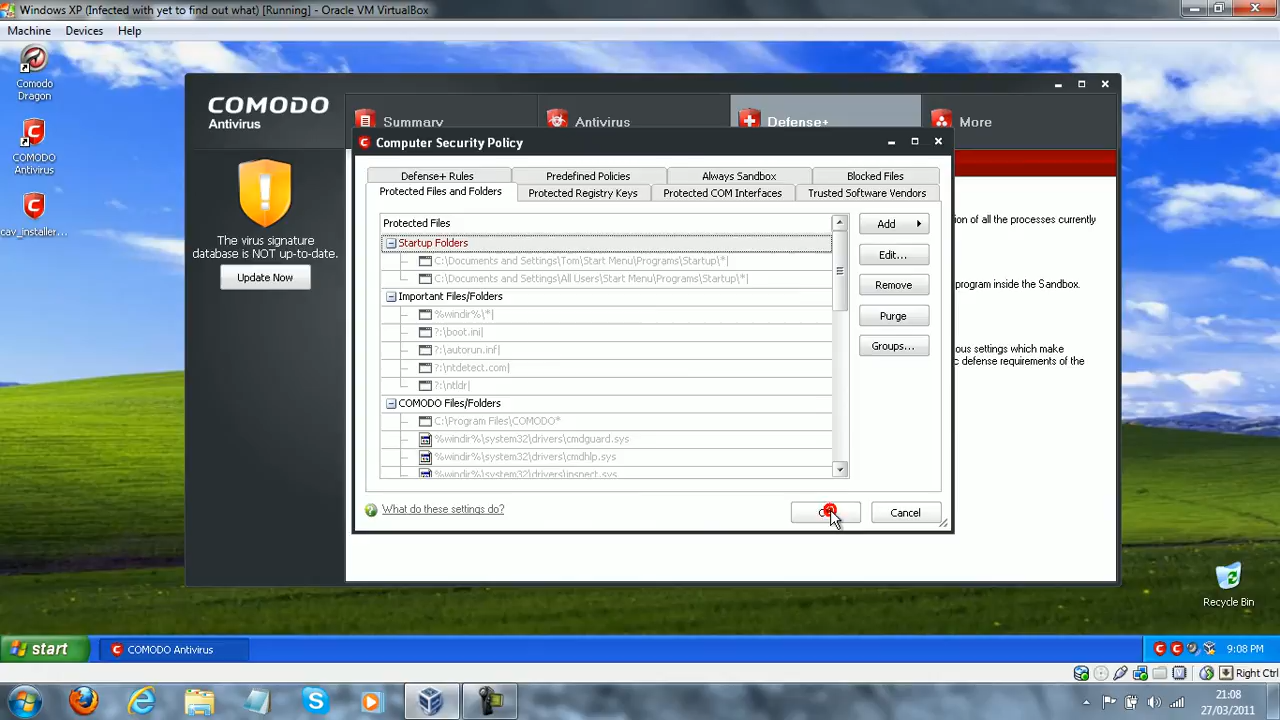 Windows XP (Infected with yet to find out what) [Running] - Oracle VM VirtualBox
Machine Devices Help
Comodo
Dragon
COMODO
Antivirus
cav_installer...
COMODO
Antivirus
Summary
Antivirus
Defense+
More
The virus signature
database is NOT up-to-date.
Update Now
Computer Security Policy
Defense+ Rules
Predefined Policies
Always Sandbox
Blocked Files
Protected Files and Folders
Protected Registry Keys
Protected COM Interfaces
Trusted Software Vendors
Protected Files
Startup Folders
C:\Documents and Settings\Tom\Start Menu\Programs\Startup\*|
C:\Documents and Settings\All Users\Start Menu\Programs\Startup\*|
Important Files/Folders
%windir%\*|
?:\boot.ini|
?:\autorun.inf|
?:\ntdetect.com|
?:\ntldr|
COMODO Files/Folders
C:\Program Files\COMODO*
%windir%\system32\drivers\cmdguard.sys
%windir%\system32\drivers\cmdhlp.sys
%windir%\system32\drivers\inspect.sys
Add
Edit...
Remove
Purge
Groups...
What do these settings do?
Cancel
ion of all the processes currently
program inside the Sandbox.
ous settings which make
c defense requirements of the
Recycle Bin
start
COMODO Antivirus
9:08 PM
Right Ctrl
21:08
27/03/2011